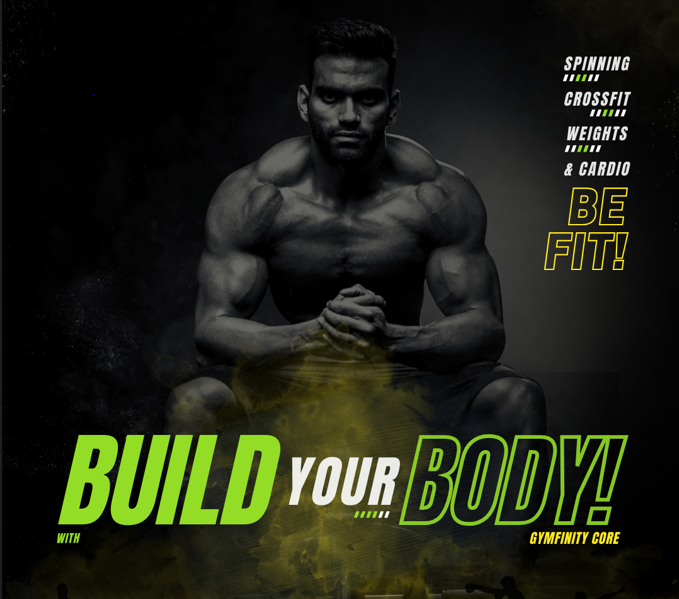 SPINNING
CROSSFIT
WEIGHTS
& CARDIO
BE
FIT!
BUILD YOUR BODY!
WITH GYMFINITY CORE